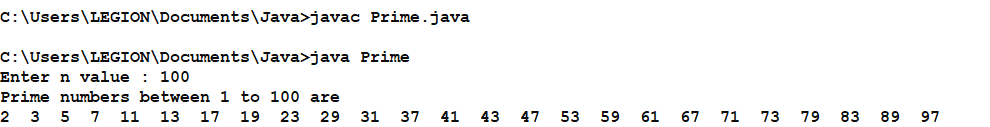 C:\Users\LEGION\Documents\Java>javac Prime.java
C:\Users\LEGION\Documents\Java>java Prime
Enter n value : 100
Prime numbers between 1 to 100 are
2  3  5  7  11  13  17  19  23  29  31  37  41  43  47  53  59  61  67  71  73  79  83  89  97